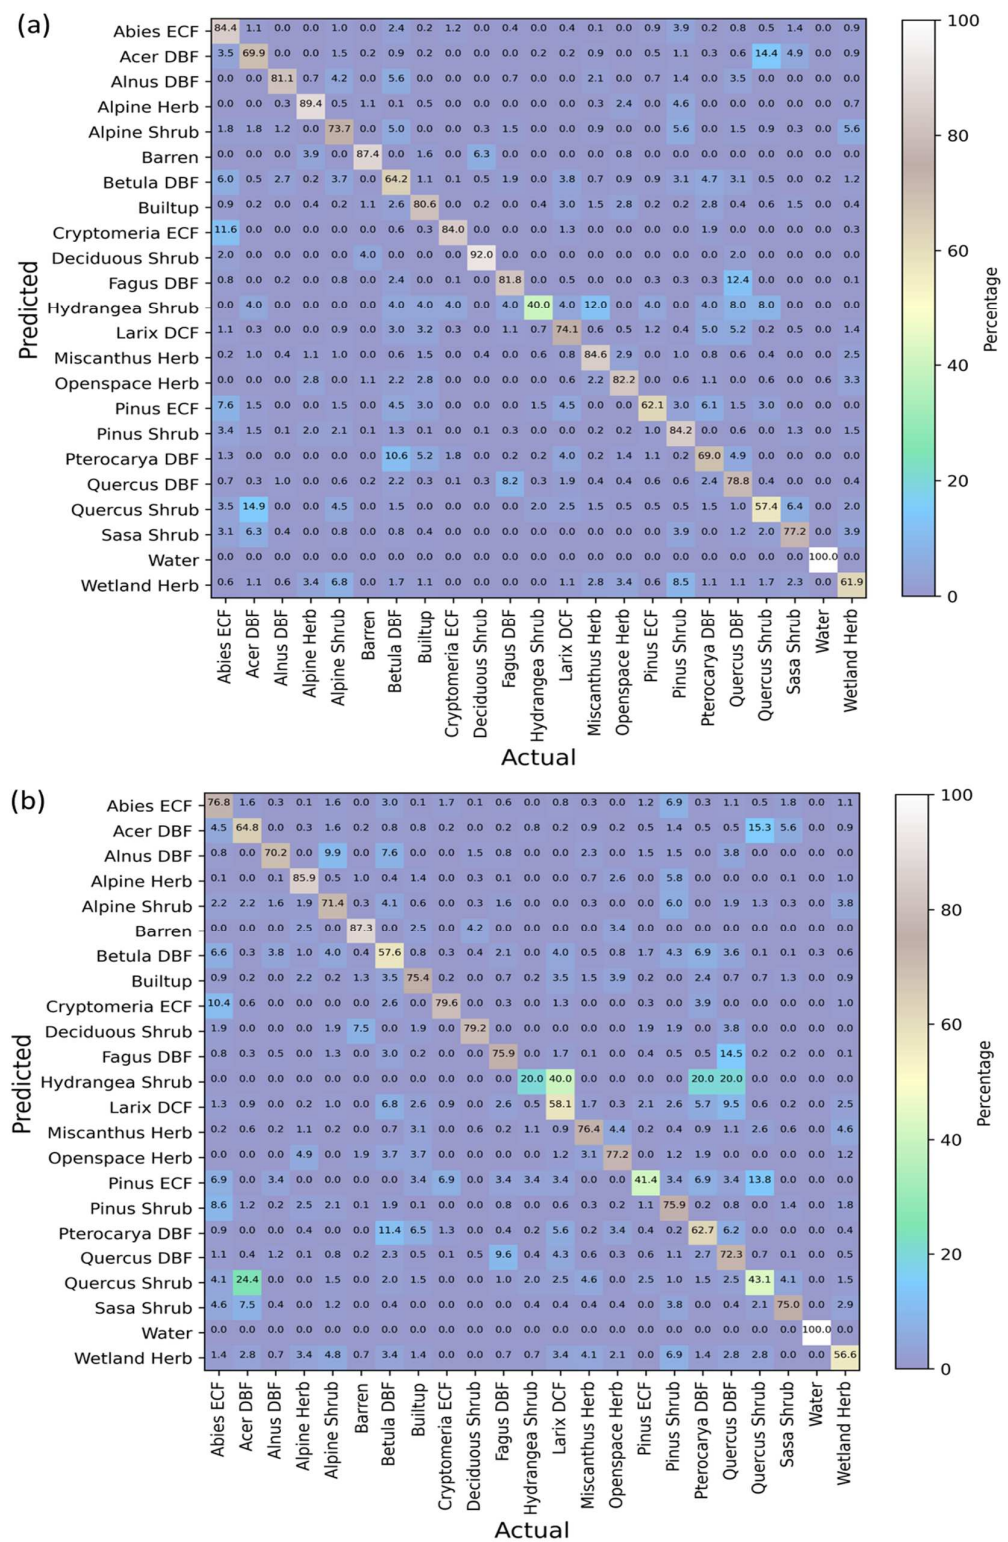 (a)
Abies ECF 84.4 1.1 0.0 0.0 1.0 0.0 2.4 0.2 1.2 0.0 0.4 0.0 0.4 0.1 0.0 0.9 3.9 0.2 0.8 0.5 1.4 0.0 0.9
Acer DBF 3.5 69.9 0.0 0.0 1.5 0.2 0.9 0.2 0.0 0.0 0.0 0.2 0.2 0.9 0.0 0.5 1.1 0.3 0.6 14.4 4.9 0.0 0.9
Alnus DBF 0.0 0.0 81.1 0.7 4.2 0.0 5.6 0.0 0.0 0.0 0.7 0.0 0.0 2.1 0.0 0.7 1.4 0.0 3.5 0.0 0.0 0.0 0.0
Alpine Herb 0.0 0.0 0.3 89.4 0.5 1.1 0.1 0.5 0.0 0.0 0.0 0.0 0.0 0.3 2.4 0.0 4.6 0.0 0.0 0.0 0.0 0.0 0.7
Alpine Shrub 1.8 1.8 1.2 0.0 73.7 0.0 5.0 0.0 0.0 0.3 1.5 0.0 0.0 0.9 0.0 0.0 5.6 0.0 1.5 0.9 0.3 0.0 5.6
Barren 0.0 0.0 0.0 3.9 0.0 87.4 0.0 1.6 0.0 6.3 0.0 0.0 0.0 0.0 0.8 0.0 0.0 0.0 0.0 0.0 0.0 0.0 0.0
Betula DBF 6.0 0.5 2.7 0.2 3.7 0.0 64.2 1.1 0.1 0.5 1.9 0.0 3.8 0.7 0.9 0.9 3.1 4.7 3.1 0.5 0.0 0.2 1.2
Builtup 0.9 0.2 0.0 0.4 0.2 1.1 2.6 80.6 0.0 0.2 0.0 0.4 3.0 1.5 2.8 0.2 0.0 2.8 0.4 0.6 1.5 0.0 0.4
Cryptomeria ECF 11.6 0.0 0.0 0.0 0.0 0.0 0.6 0.0 84.0 0.0 0.0 0.0 1.3 0.0 0.0 0.0 0.0 1.9 0.0 0.0 0.0 0.6 0.3
Deciduous Shrub 2.0 0.0 0.0 0.0 0.0 4.0 0.0 0.0 0.0 92.0 0.0 0.0 0.0 0.0 0.0 0.0 0.0 0.0 2.0 0.0 0.0 0.0 0.0
Fagus DBF 0.8 0.0 0.2 0.0 0.8 0.0 2.4 0.0 0.1 0.0 81.8 0.0 0.5 0.0 0.0 0.3 0.3 0.3 12.4 0.0 0.0 0.0 0.0
Hydrangea Shrub 0.0 4.0 0.0 0.0 0.0 0.0 4.0 4.0 4.0 0.0 4.0 40.0 4.0 12.0 0.0 4.0 0.0 4.0 8.0 8.0 0.0 0.0 0.0
Larix DCF 1.1 0.3 0.0 0.0 0.9 0.0 3.0 3.2 0.3 0.0 1.1 0.7 74.1 0.6 0.5 1.2 0.4 5.0 5.2 0.2 0.5 0.0 1.4
Miscanthus Herb 0.2 1.0 0.4 1.1 1.0 0.0 0.6 1.5 0.0 0.4 0.0 0.6 0.8 84.6 2.9 0.0 1.0 0.8 0.6 0.4 0.0 0.0 2.5
Openspace Herb 0.0 0.0 0.0 2.8 0.0 1.1 2.2 2.8 0.0 0.0 0.0 0.0 0.6 2.2 82.2 0.0 0.6 1.1 0.0 0.6 0.0 0.6 3.3
Pinus ECF 7.6 1.5 0.0 0.0 1.5 0.0 4.5 3.0 0.0 0.0 0.0 1.5 4.5 0.0 0.0 62.1 3.0 6.1 1.5 3.0 0.0 0.0 0.0
Pinus Shrub 3.4 1.5 0.1 2.0 2.1 0.1 1.3 0.1 0.0 0.1 0.3 0.0 0.0 0.2 0.2 1.0 84.2 0.0 0.6 0.0 1.3 0.0 1.5
Pterocarya DBF 1.3 0.0 0.0 0.0 0.0 0.0 10.6 5.2 1.8 0.0 0.2 0.2 4.0 0.2 1.4 1.1 0.2 69.0 4.9 0.0 0.0 0.0 0.0
Quercus DBF 0.7 0.3 1.0 0.0 0.6 0.2 2.2 0.3 0.1 0.3 8.2 0.3 1.9 0.4 0.4 0.6 0.6 2.4 78.8 0.4 0.0 0.0 0.4
Quercus Shrub 3.5 14.9 0.0 0.0 4.5 0.0 1.5 0.0 0.0 0.0 0.0 2.0 2.5 1.5 0.5 0.0 0.0 1.5 1.0 57.4 6.4 0.0 2.0
Sasa Shrub 3.1 6.3 0.4 0.0 0.8 0.0 0.8 0.4 0.0 0.0 0.0 0.0 0.0 0.0 0.0 0.0 3.9 0.0 1.2 2.0 77.2 0.0 3.9
Water 0.0 0.0 0.0 0.0 0.0 0.0 0.0 0.0 0.0 0.0 0.0 0.0 0.0 0.0 0.0 0.0 0.0 0.0 0.0 0.0 0.0 100.0 0.0
Wetland Herb 0.6 1.1 0.6 3.4 6.8 0.0 1.7 1.1 0.0 0.0 0.0 0.0 1.1 2.8 3.4 0.6 8.5 1.1 1.1 1.7 2.3 0.0 61.9
Predicted
Abies ECF
Acer DBF
Alnus DBF
Alpine Herb
Alpine Shrub
Barren
Betula DBF
Builtup
Cryptomeria ECF
Deciduous Shrub
Fagus DBF
Hydrangea Shrub
Larix DCF
Miscanthus Herb
Openspace Herb
Pinus ECF
Pinus Shrub
Pterocarya DBF
Quercus DBF
Quercus Shrub
Sasa Shrub
Water
Wetland Herb
Actual
100
80
60
40
20
0
Percentage
(b)
Abies ECF 76.8 1.6 0.3 0.1 1.6 0.0 3.0 0.1 1.7 0.1 0.6 0.0 0.8 0.3 0.0 1.2 6.9 0.3 1.1 0.5 1.8 0.0 1.1
Acer DBF 4.5 64.8 0.0 0.3 1.6 0.2 0.8 0.8 0.0 0.0 0.2 0.8 0.2 0.9 0.2 0.5 1.4 0.5 0.5 15.3 5.6 0.0 0.9
Alnus DBF 0.8 0.0 70.2 0.0 9.9 0.0 7.6 0.0 0.0 1.5 0.8 0.0 0.0 2.3 0.0 1.5 1.5 0.0 3.8 0.0 0.0 0.0 0.0
Alpine Herb 0.1 0.0 0.1 85.9 0.5 1.0 0.4 1.4 0.0 0.3 0.0 0.0 0.0 0.7 2.6 0.0 5.8 0.0 0.0 0.0 0.1 0.0 1.0
Alpine Shrub 2.2 2.2 1.6 1.9 71.4 0.3 4.1 0.6 0.0 0.3 1.6 0.0 0.0 0.6 0.0 0.0 6.0 0.0 1.9 1.3 0.3 0.0 3.8
Barren 0.0 0.0 0.0 2.5 0.0 87.3 0.0 2.5 0.0 4.2 0.0 0.0 0.0 0.0 3.4 0.0 0.0 0.0 0.0 0.0 0.0 0.0 0.0
Betula DBF 6.6 0.3 3.8 1.0 4.0 0.4 57.6 0.8 0.3 0.4 2.1 0.0 4.0 0.5 0.8 1.7 4.3 6.9 3.6 0.1 0.1 0.3 0.6
Builtup 0.9 0.2 0.0 2.2 0.2 1.3 3.5 75.4 0.2 0.0 0.7 0.2 3.5 1.5 3.9 0.2 0.0 2.4 0.7 0.7 1.3 0.0 0.9
Cryptomeria ECF 10.4 0.6 0.0 0.0 0.0 0.0 2.6 0.0 79.6 0.0 0.3 0.0 1.3 0.0 0.0 0.3 0.0 3.9 0.0 0.0 0.0 0.0 1.0
Deciduous Shrub 1.9 0.0 0.0 0.0 1.9 7.5 0.0 1.9 0.0 79.2 0.0 0.0 0.0 0.0 0.0 1.9 1.9 0.0 3.8 0.0 0.0 0.0 0.0
Fagus DBF 0.8 0.3 0.5 0.0 1.3 0.0 3.0 0.2 0.0 0.0 75.9 0.0 1.7 0.1 0.0 0.4 0.5 0.5 14.5 0.2 0.2 0.0 0.1
Hydrangea Shrub 0.0 0.0 0.0 0.0 0.0 0.0 0.0 0.0 0.0 0.0 0.0 20.0 40.0 0.0 0.0 0.0 0.0 20.0 20.0 0.0 0.0 0.0 0.0
Larix DCF 1.3 0.9 0.0 0.2 1.0 0.2 6.8 2.6 0.9 0.0 2.6 0.5 58.1 1.7 0.3 2.1 2.6 5.7 9.5 0.6 0.2 0.0 2.5
Miscanthus Herb 0.2 0.6 0.2 1.1 0.2 0.0 0.7 3.1 0.0 0.6 0.2 1.1 0.9 76.4 4.4 0.2 0.4 0.9 1.1 2.6 0.6 0.0 4.6
Openspace Herb 0.0 0.0 0.0 4.9 0.0 1.9 3.7 3.7 0.0 0.0 0.0 0.0 1.2 3.1 77.2 0.0 1.2 1.9 0.0 0.0 0.0 0.0 1.2
Pinus ECF 6.9 0.0 3.4 0.0 0.0 0.0 0.0 3.4 6.9 0.0 3.4 3.4 3.4 0.0 0.0 41.4 3.4 6.9 3.4 13.8 0.0 0.0 0.0
Pinus Shrub 8.6 1.2 0.2 2.5 2.1 0.1 1.9 0.1 0.0 0.0 0.8 0.0 0.6 0.3 0.2 1.1 75.9 0.2 0.8 0.0 1.4 0.0 1.8
Pterocarya DBF 0.9 0.0 0.0 0.4 0.0 0.0 11.4 6.5 1.3 0.0 0.4 0.2 5.6 0.2 3.4 0.4 0.2 62.7 6.2 0.0 0.0 0.0 0.4
Quercus DBF 1.1 0.4 1.2 0.1 0.8 0.2 2.3 0.5 0.1 0.5 9.6 0.4 4.3 0.6 0.3 0.6 1.1 2.7 72.3 0.7 0.1 0.0 0.5
Quercus Shrub 4.1 24.4 0.0 0.0 1.5 0.0 2.0 1.5 0.0 0.0 1.0 2.0 2.5 4.6 0.0 2.5 1.0 1.5 2.5 43.1 4.1 0.0 1.5
Sasa Shrub 4.6 7.5 0.4 0.0 1.2 0.0 0.4 0.0 0.0 0.0 0.0 0.4 0.4 0.4 0.4 0.0 3.8 0.0 0.4 2.1 75.0 0.0 2.9
Water 0.0 0.0 0.0 0.0 0.0 0.0 0.0 0.0 0.0 0.0 0.0 0.0 0.0 0.0 0.0 0.0 0.0 0.0 0.0 0.0 0.0 100.0 0.0
Wetland Herb 1.4 2.8 0.7 3.4 4.8 0.7 3.4 1.4 0.0 0.0 0.7 0.7 3.4 4.1 2.1 0.0 6.9 1.4 2.8 2.8 0.0 0.0 56.6
Predicted
Abies ECF
Acer DBF
Alnus DBF
Alpine Herb
Alpine Shrub
Barren
Betula DBF
Builtup
Cryptomeria ECF
Deciduous Shrub
Fagus DBF
Hydrangea Shrub
Larix DCF
Miscanthus Herb
Openspace Herb
Pinus ECF
Pinus Shrub
Pterocarya DBF
Quercus DBF
Quercus Shrub
Sasa Shrub
Water
Wetland Herb
Actual
100
80
60
40
20
0
Percentage